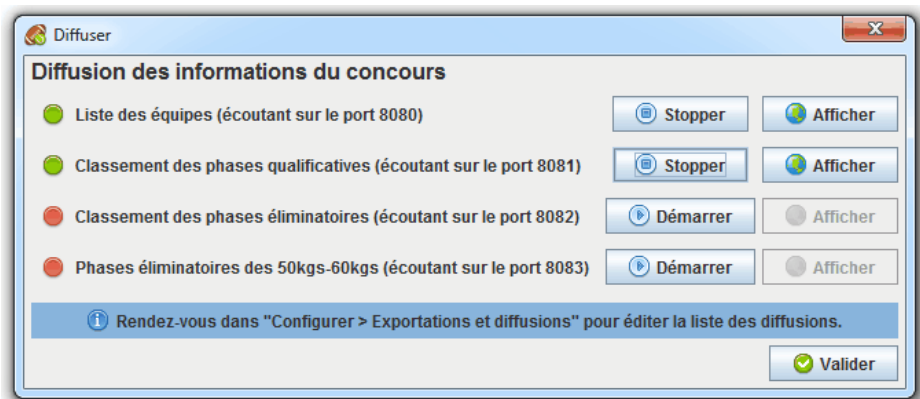 Diffuser
Diffusion des informations du concours
Liste des équipes (écoutant sur le port 8080) Stopper Afficher
Classement des phases qualificatives (écoutant sur le port 8081) Stopper Afficher
Classement des phases éliminatoires (écoutant sur le port 8082) Démarrer Afficher
Phases éliminatoires des 50kgs-60kgs (écoutant sur le port 8083) Démarrer Afficher
Rendez-vous dans "Configurer > Exportations et diffusions" pour éditer la liste des diffusions.
Valider